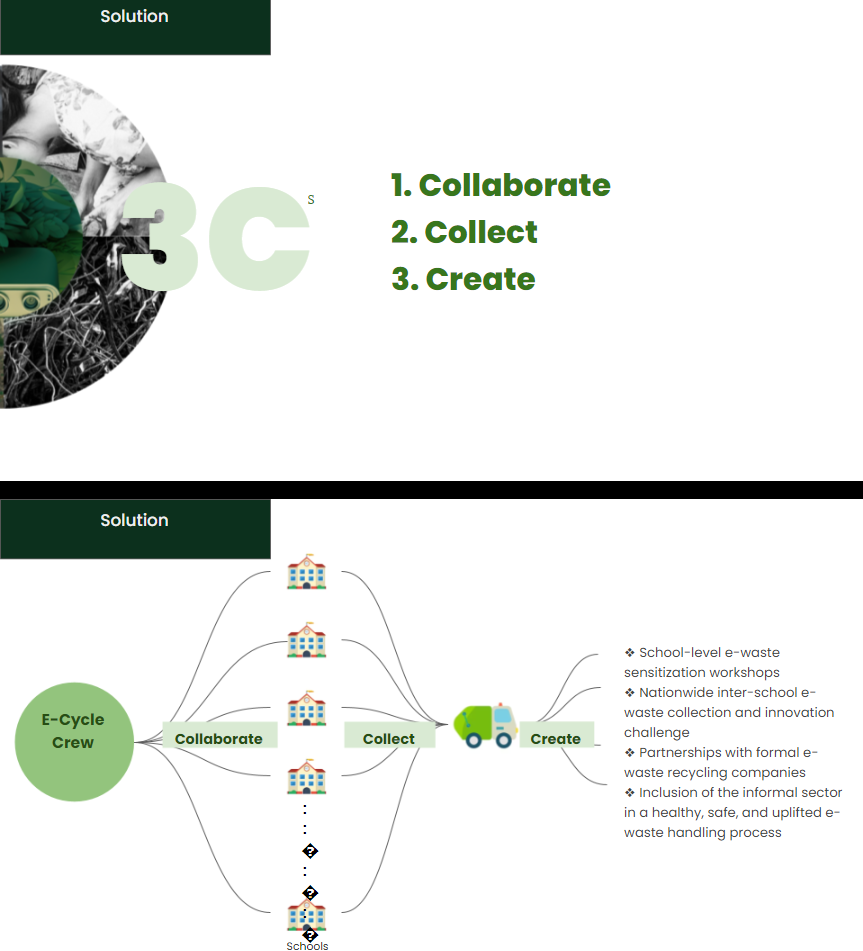 Solution
3C
s
1. Collaborate
2. Collect
3. Create
Solution
E-Cycle
Crew
Collaborate
Collect
Create
❖ School-level e-waste
sensitization workshops
❖ Nationwide inter-school e-
waste collection and innovation
challenge
❖ Partnerships with formal e-
waste recycling companies
❖ Inclusion of the informal sector
in a healthy, safe, and uplifted e-
waste handling process
:
:
�
:
�
:
�
Schools